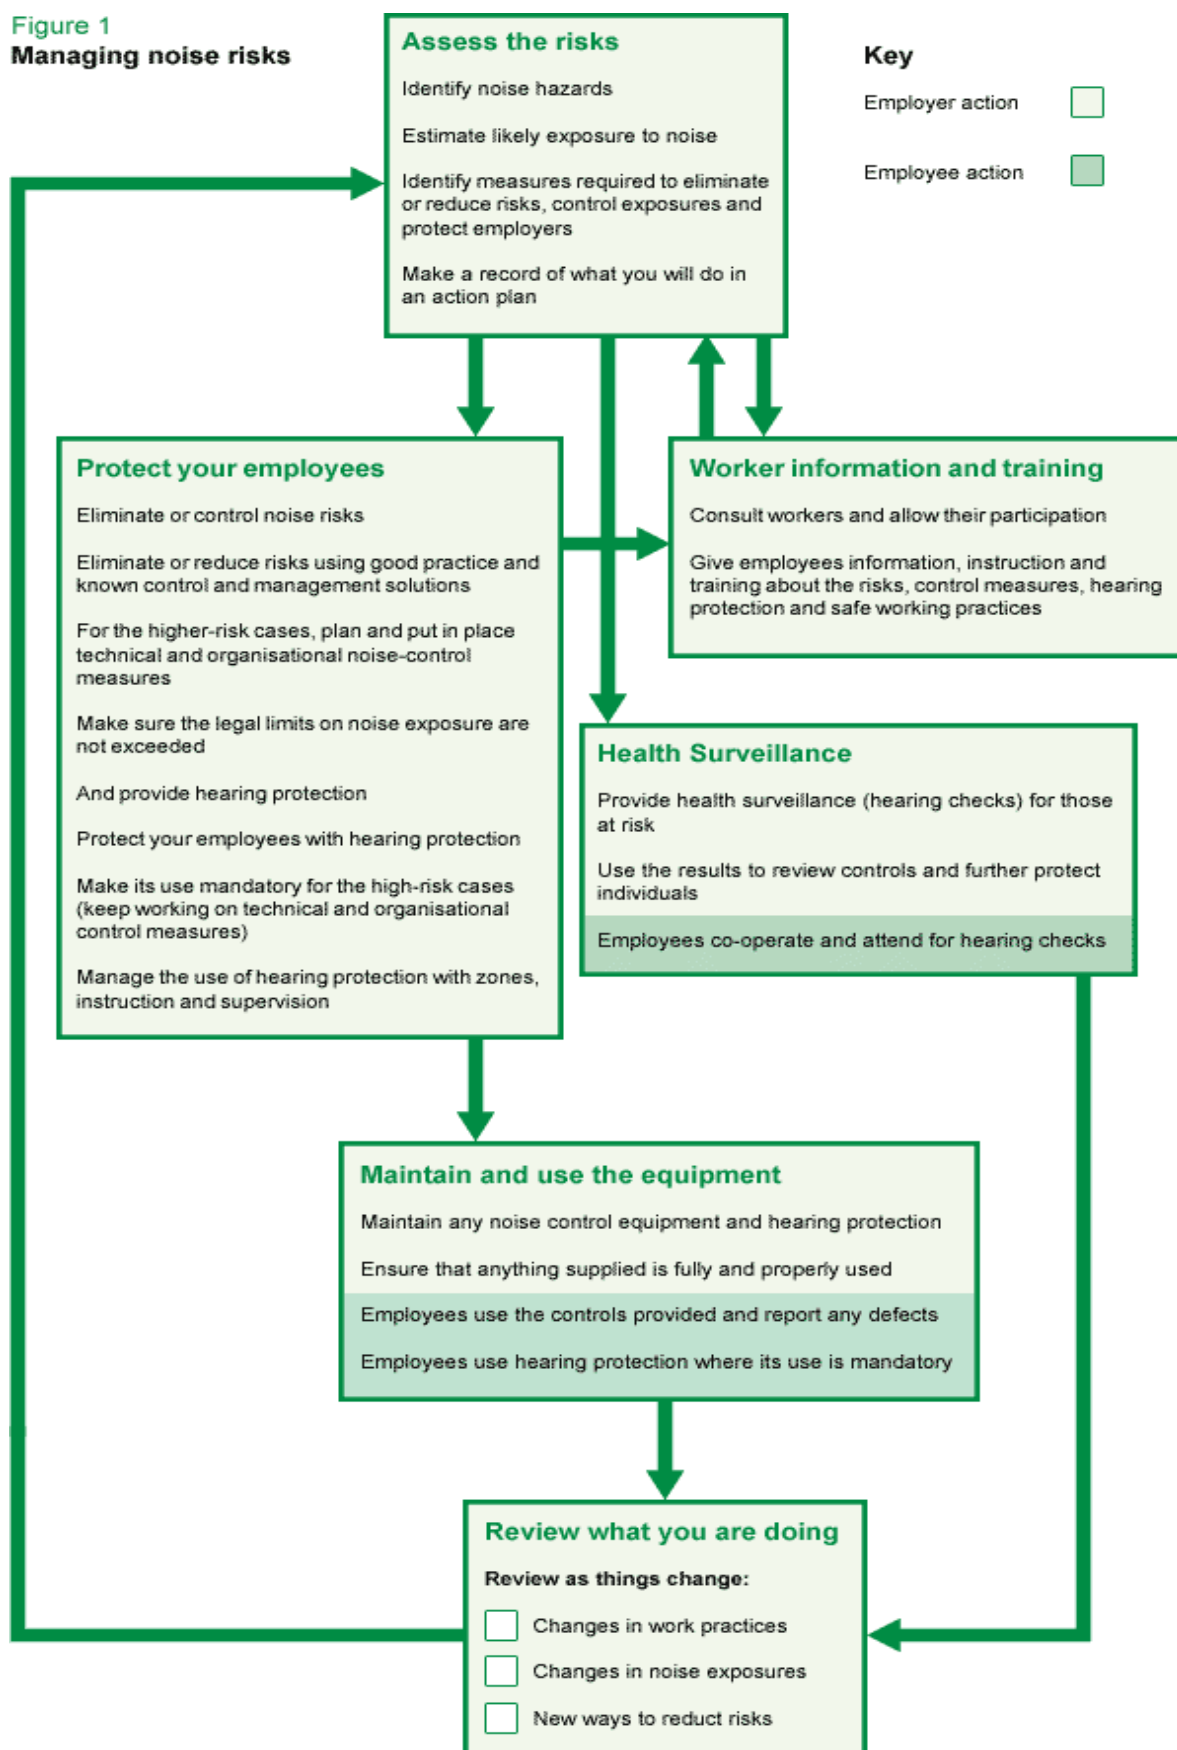 Figure 1
Managing noise risks
Assess the risks
Identify noise hazards
Estimate likely exposure to noise
Identify measures required to eliminate
or reduce risks, control exposures and
protect employers
Make a record of what you will do in
an action plan
Key
Employer action
Employee action
Protect your employees
Eliminate or control noise risks
Eliminate or reduce risks using good practice and
known control and management solutions
For the higher-risk cases, plan and put in place
technical and organisational noise-control
measures
Make sure the legal limits on noise exposure are
not exceeded
And provide hearing protection
Protect your employees with hearing protection
Make its use mandatory for the high-risk cases
(keep working on technical and organisational
control measures)
Manage the use of hearing protection with zones,
instruction and supervision
Worker information and training
Consult workers and allow their participation
Give employees information, instruction and
training about the risks, control measures, hearing
protection and safe working practices
Health Surveillance
Provide health surveillance (hearing checks) for those
at risk
Use the results to review controls and further protect
individuals
Employees co-operate and attend for hearing checks
Maintain and use the equipment
Maintain any noise control equipment and hearing protection
Ensure that anything supplied is fully and properly used
Employees use the controls provided and report any defects
Employees use hearing protection where its use is mandatory
Review what you are doing
Review as things change:
Changes in work practices
Changes in noise exposures
New ways to reduct risks